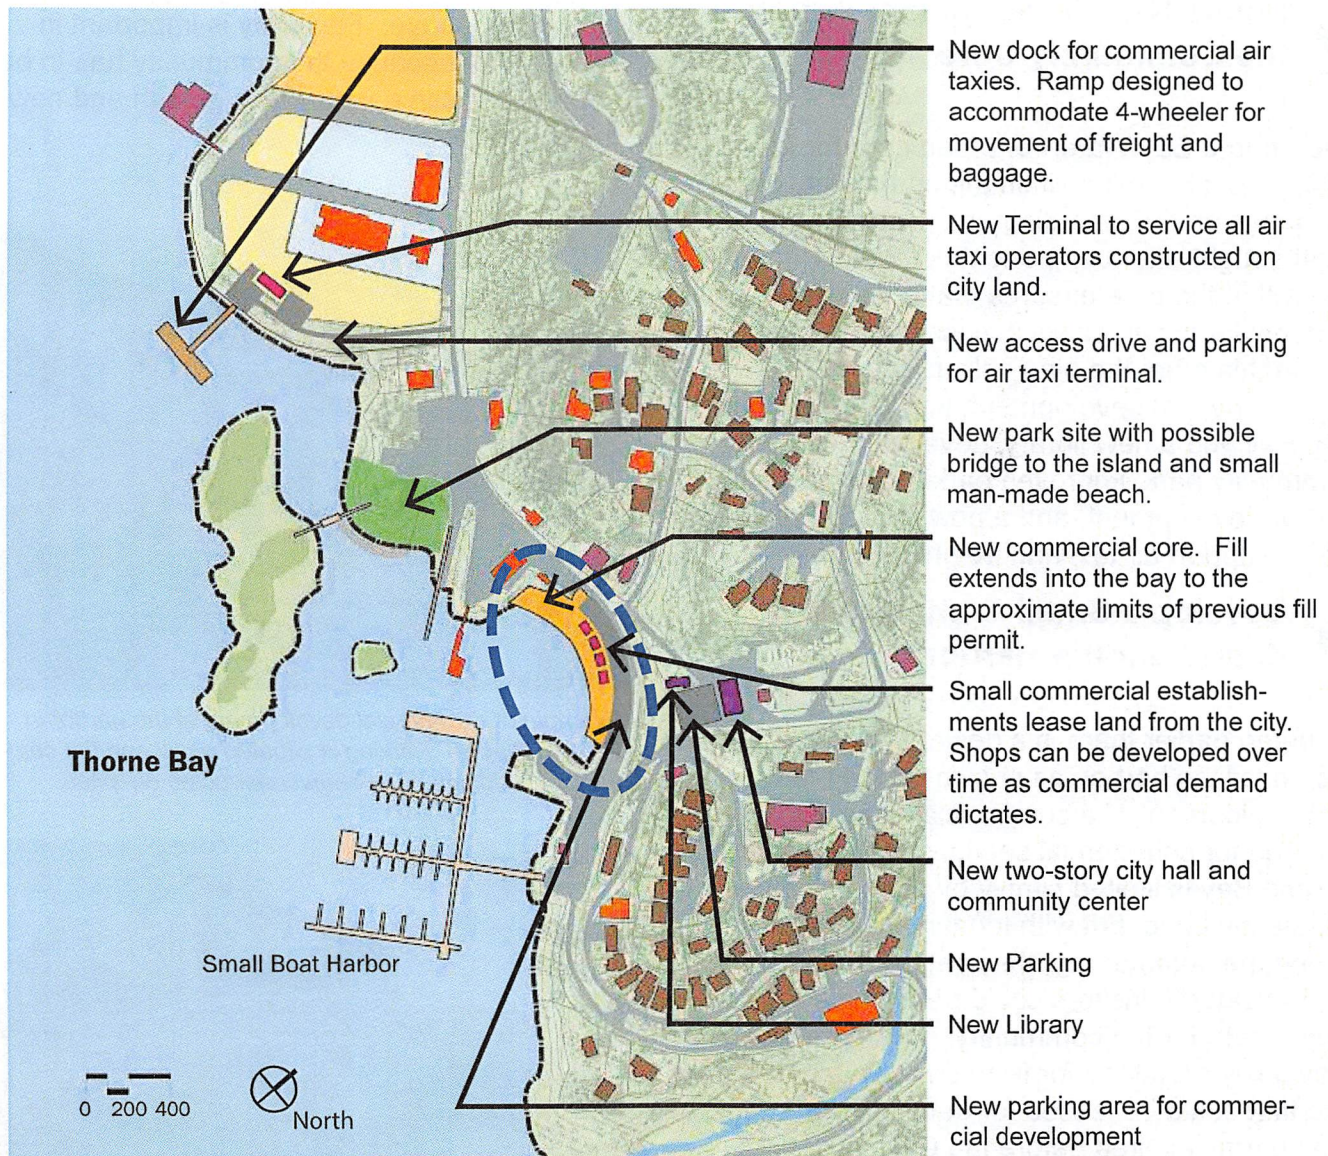 New dock for commercial air
taxies. Ramp designed to
accommodate 4-wheeler for
movement of freight and
baggage.
New Terminal to service all air
taxi operators constructed on
city land.
New access drive and parking
for air taxi terminal.
New park site with possible
bridge to the island and small
man-made beach.
New commercial core. Fill
extends into the bay to the
approximate limits of previous fill
permit.
Small commercial establish-
ments lease land from the city.
Shops can be developed over
time as commercial demand
dictates.
New two-story city hall and
community center
New Parking
New Library
New parking area for commer-
cial development
Thorne Bay
Small Boat Harbor
0 200 400
North